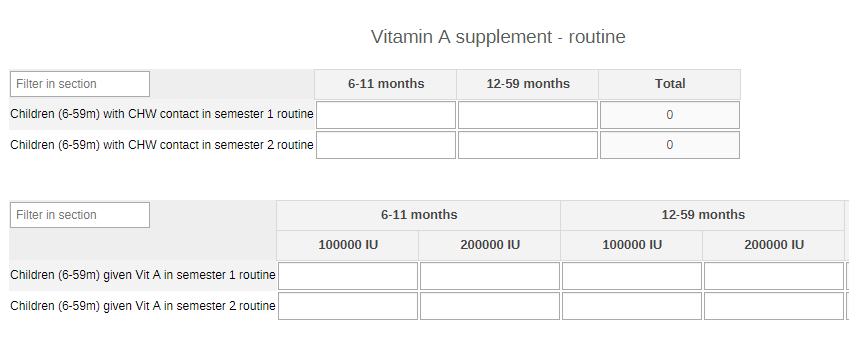 Vitamin A supplement - routine
Filter in section 6-11 months 12-59 months Total
Children (6-59m) with CHW contact in semester 1 routine 0
Children (6-59m) with CHW contact in semester 2 routine 0
Filter in section 6-11 months 12-59 months
100000 IU 200000 IU 100000 IU 200000 IU
Children (6-59m) given Vit A in semester 1 routine
Children (6-59m) given Vit A in semester 2 routine